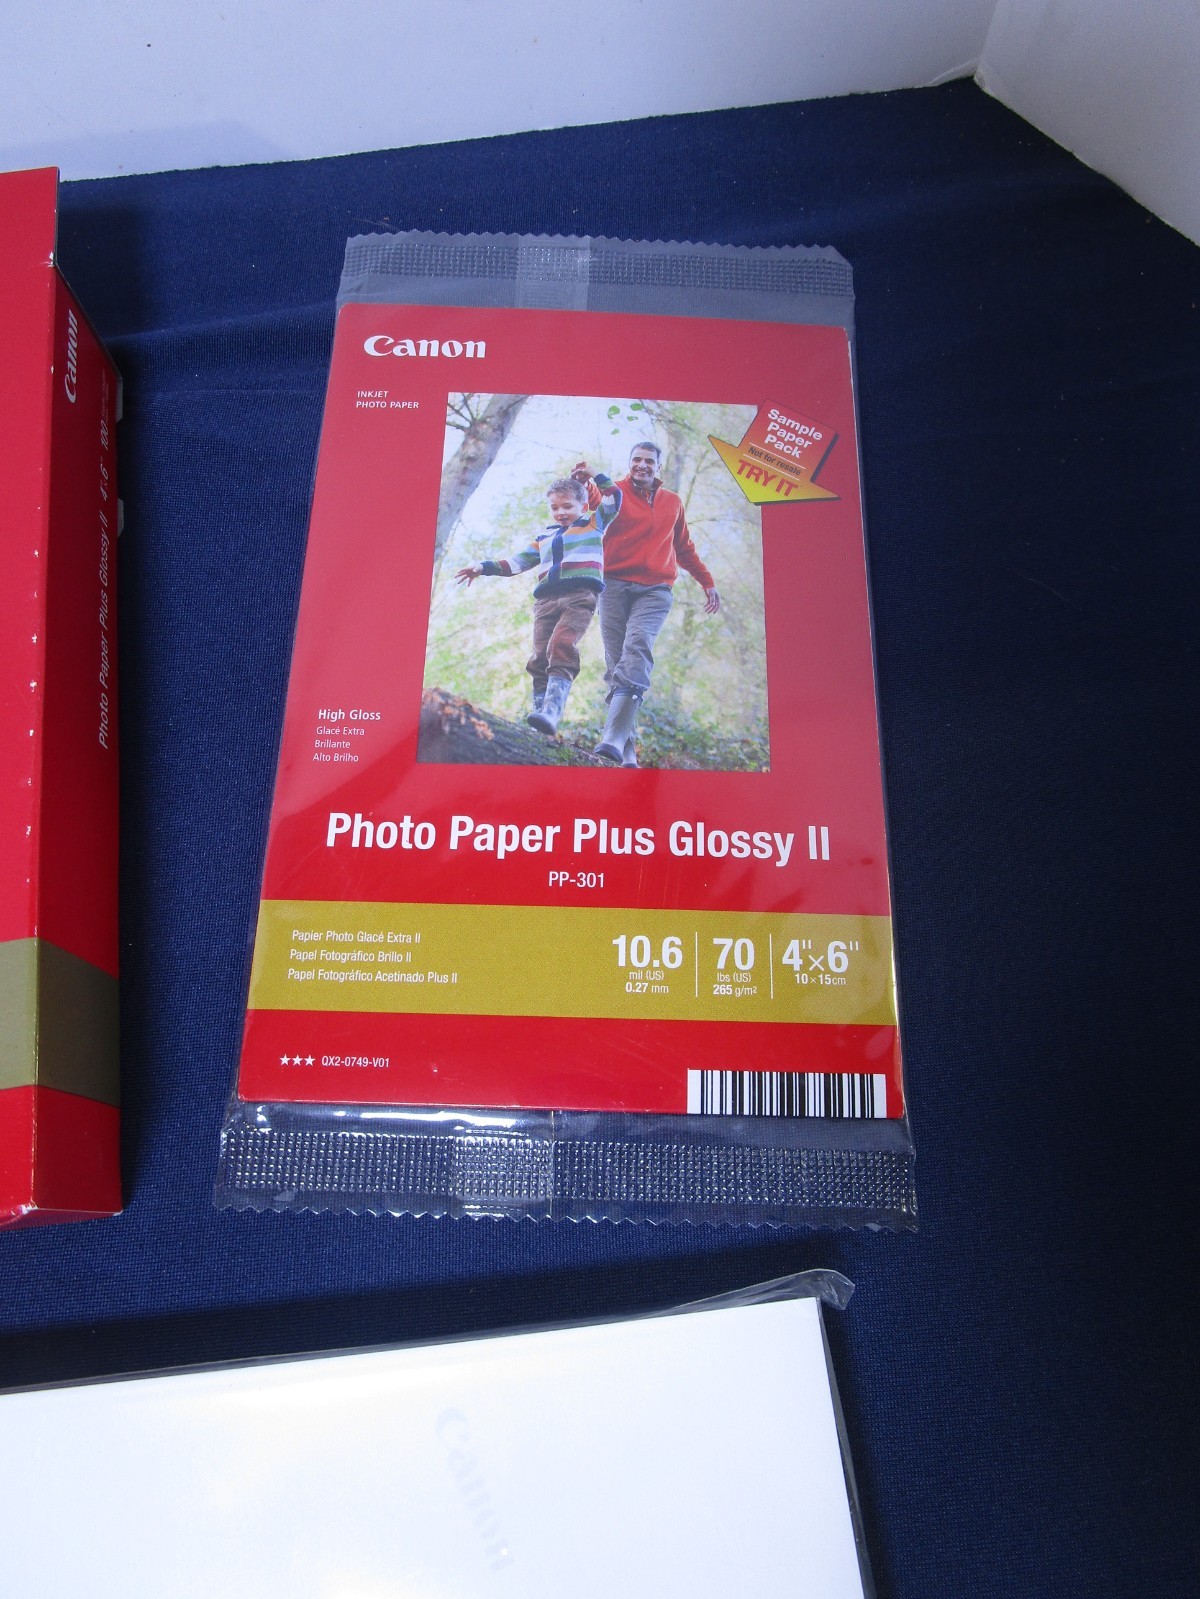 Canon
Photo Paper Plus Glossy II 4"x6" 100
Canon
INKJET
PHOTO PAPER
Sample
Paper
Pack
Not for resale
TRY IT
High Gloss
Glacé Extra
Brillante
Alto Brilho
Photo Paper Plus Glossy II
PP-301
Papier Photo Glacé Extra II
Papel Fotográfico Brillo II
Papel Fotográfico Acetinado Plus II
10.6
mil (US)
0.27 mm
70
lbs (US)
265 g/m²
4"×6"
10×15cm
★★★ QX2-0749-V01
Canon